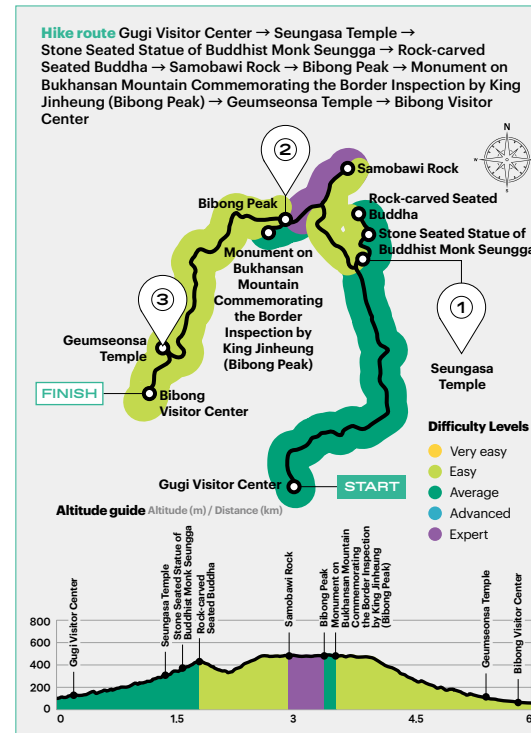 Hike route Gugi Visitor Center → Seungasa Temple →
Stone Seated Statue of Buddhist Monk Seungga → Rock-carved
Seated Buddha → Samobawi Rock → Bibong Peak → Monument on
Bukhansan Mountain Commemorating the Border Inspection by King
Jinheung (Bibong Peak) → Geumseonsa Temple → Bibong Visitor
Center
N
W
E
S
2
Samobawi Rock
Bibong Peak
Rock-carved Seated
Buddha
Stone Seated Statue of
Buddhist Monk Seungga
Monument on
Bukhansan
Mountain
Commemorating
the Border
Inspection by
King Jinheung
(Bibong Peak)
3
1
Geumseonsa
Temple
Seungasa
Temple
FINISH
Bibong
Visitor Center
Gugi Visitor Center
START
Difficulty Levels
Very easy
Easy
Average
Advanced
Expert
Altitude guide Altitude (m) / Distance (km)
Gugi Visitor Center
Seungasa Temple
Stone Seated Statue of
Buddhist Monk Seungga
Rock-carved
Seated Buddha
Samobawi Rock
Bibong Peak
Monument on
Bukhansan Mountain
Commemorating
the Border Inspection
by King Jinheung
(Bibong Peak)
Geumseonsa Temple
Bibong Visitor Center
800
600
400
200
0
0 1.5 3 4.5 6